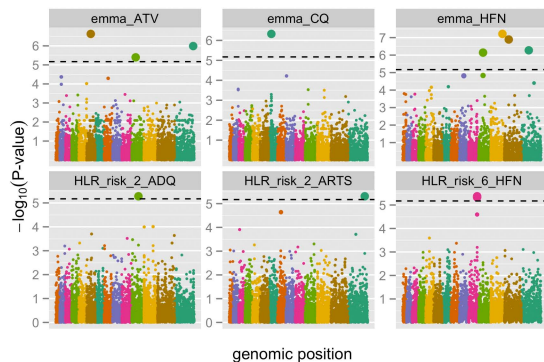 emma_ATV emma_CQ emma_HFN
6 5 4 3 2 1
6 5 4 3 2 1
7 6 5 4 3 2 1
HLR_risk_2_ADQ HLR_risk_2_ARTS HLR_risk_6_HFN
5 4 3 2 1 0
5 4 3 2 1 0
5 4 3 2 1 0
−log10(P-value)
genomic position